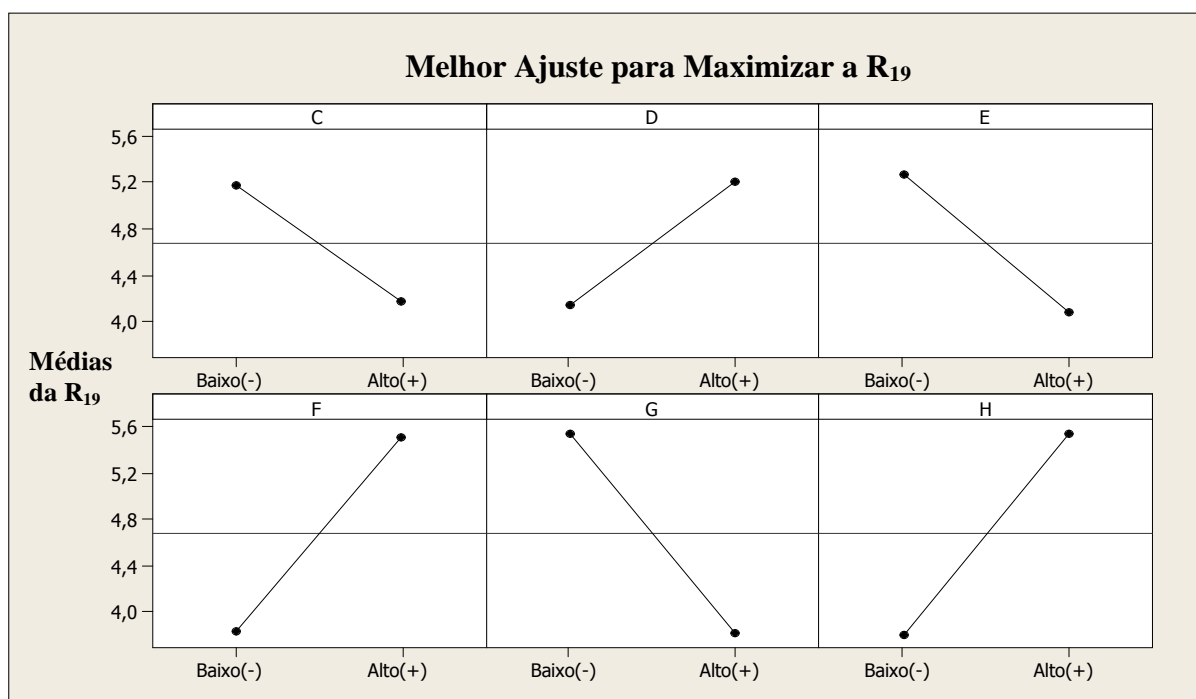 Melhor Ajuste para Maximizar a R19
C D E
5,6
5,2
4,8
4,4
4,0
Baixo(-) Alto(+) Baixo(-) Alto(+) Baixo(-) Alto(+)
Médias
da R19
F G H
5,6
5,2
4,8
4,4
4,0
Baixo(-) Alto(+) Baixo(-) Alto(+) Baixo(-) Alto(+)